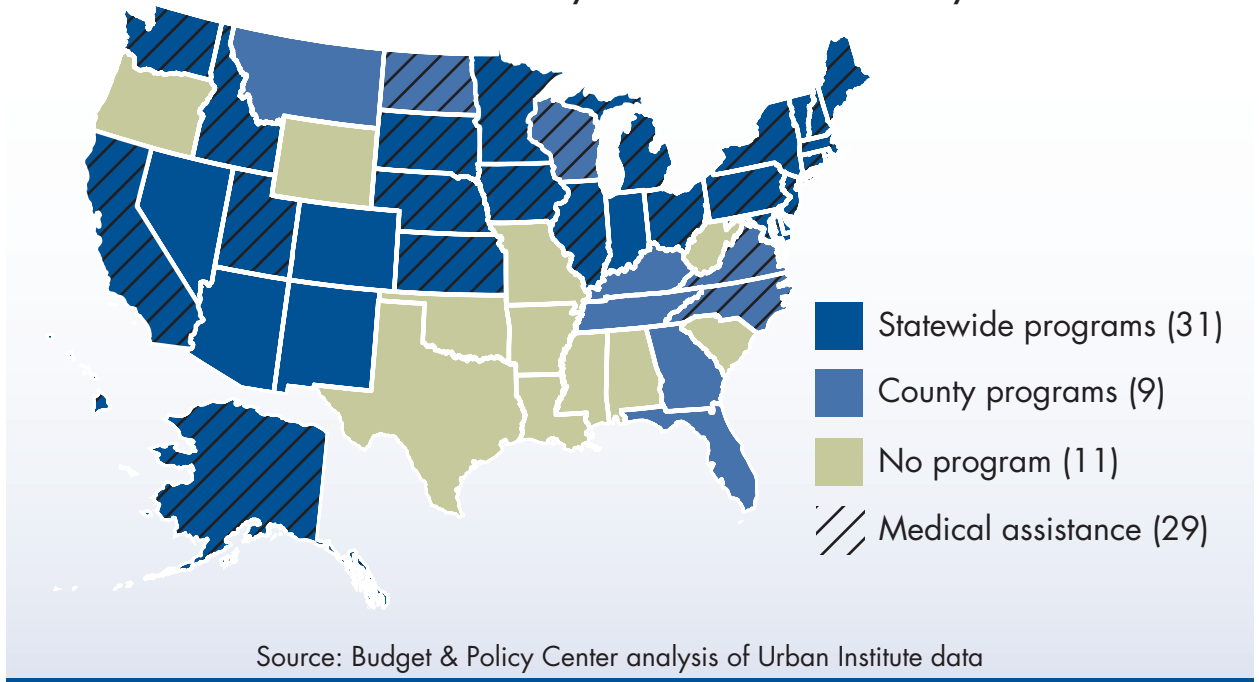 Statewide programs (31)
County programs (9)
No program (11)
Medical assistance (29)
Source: Budget & Policy Center analysis of Urban Institute data